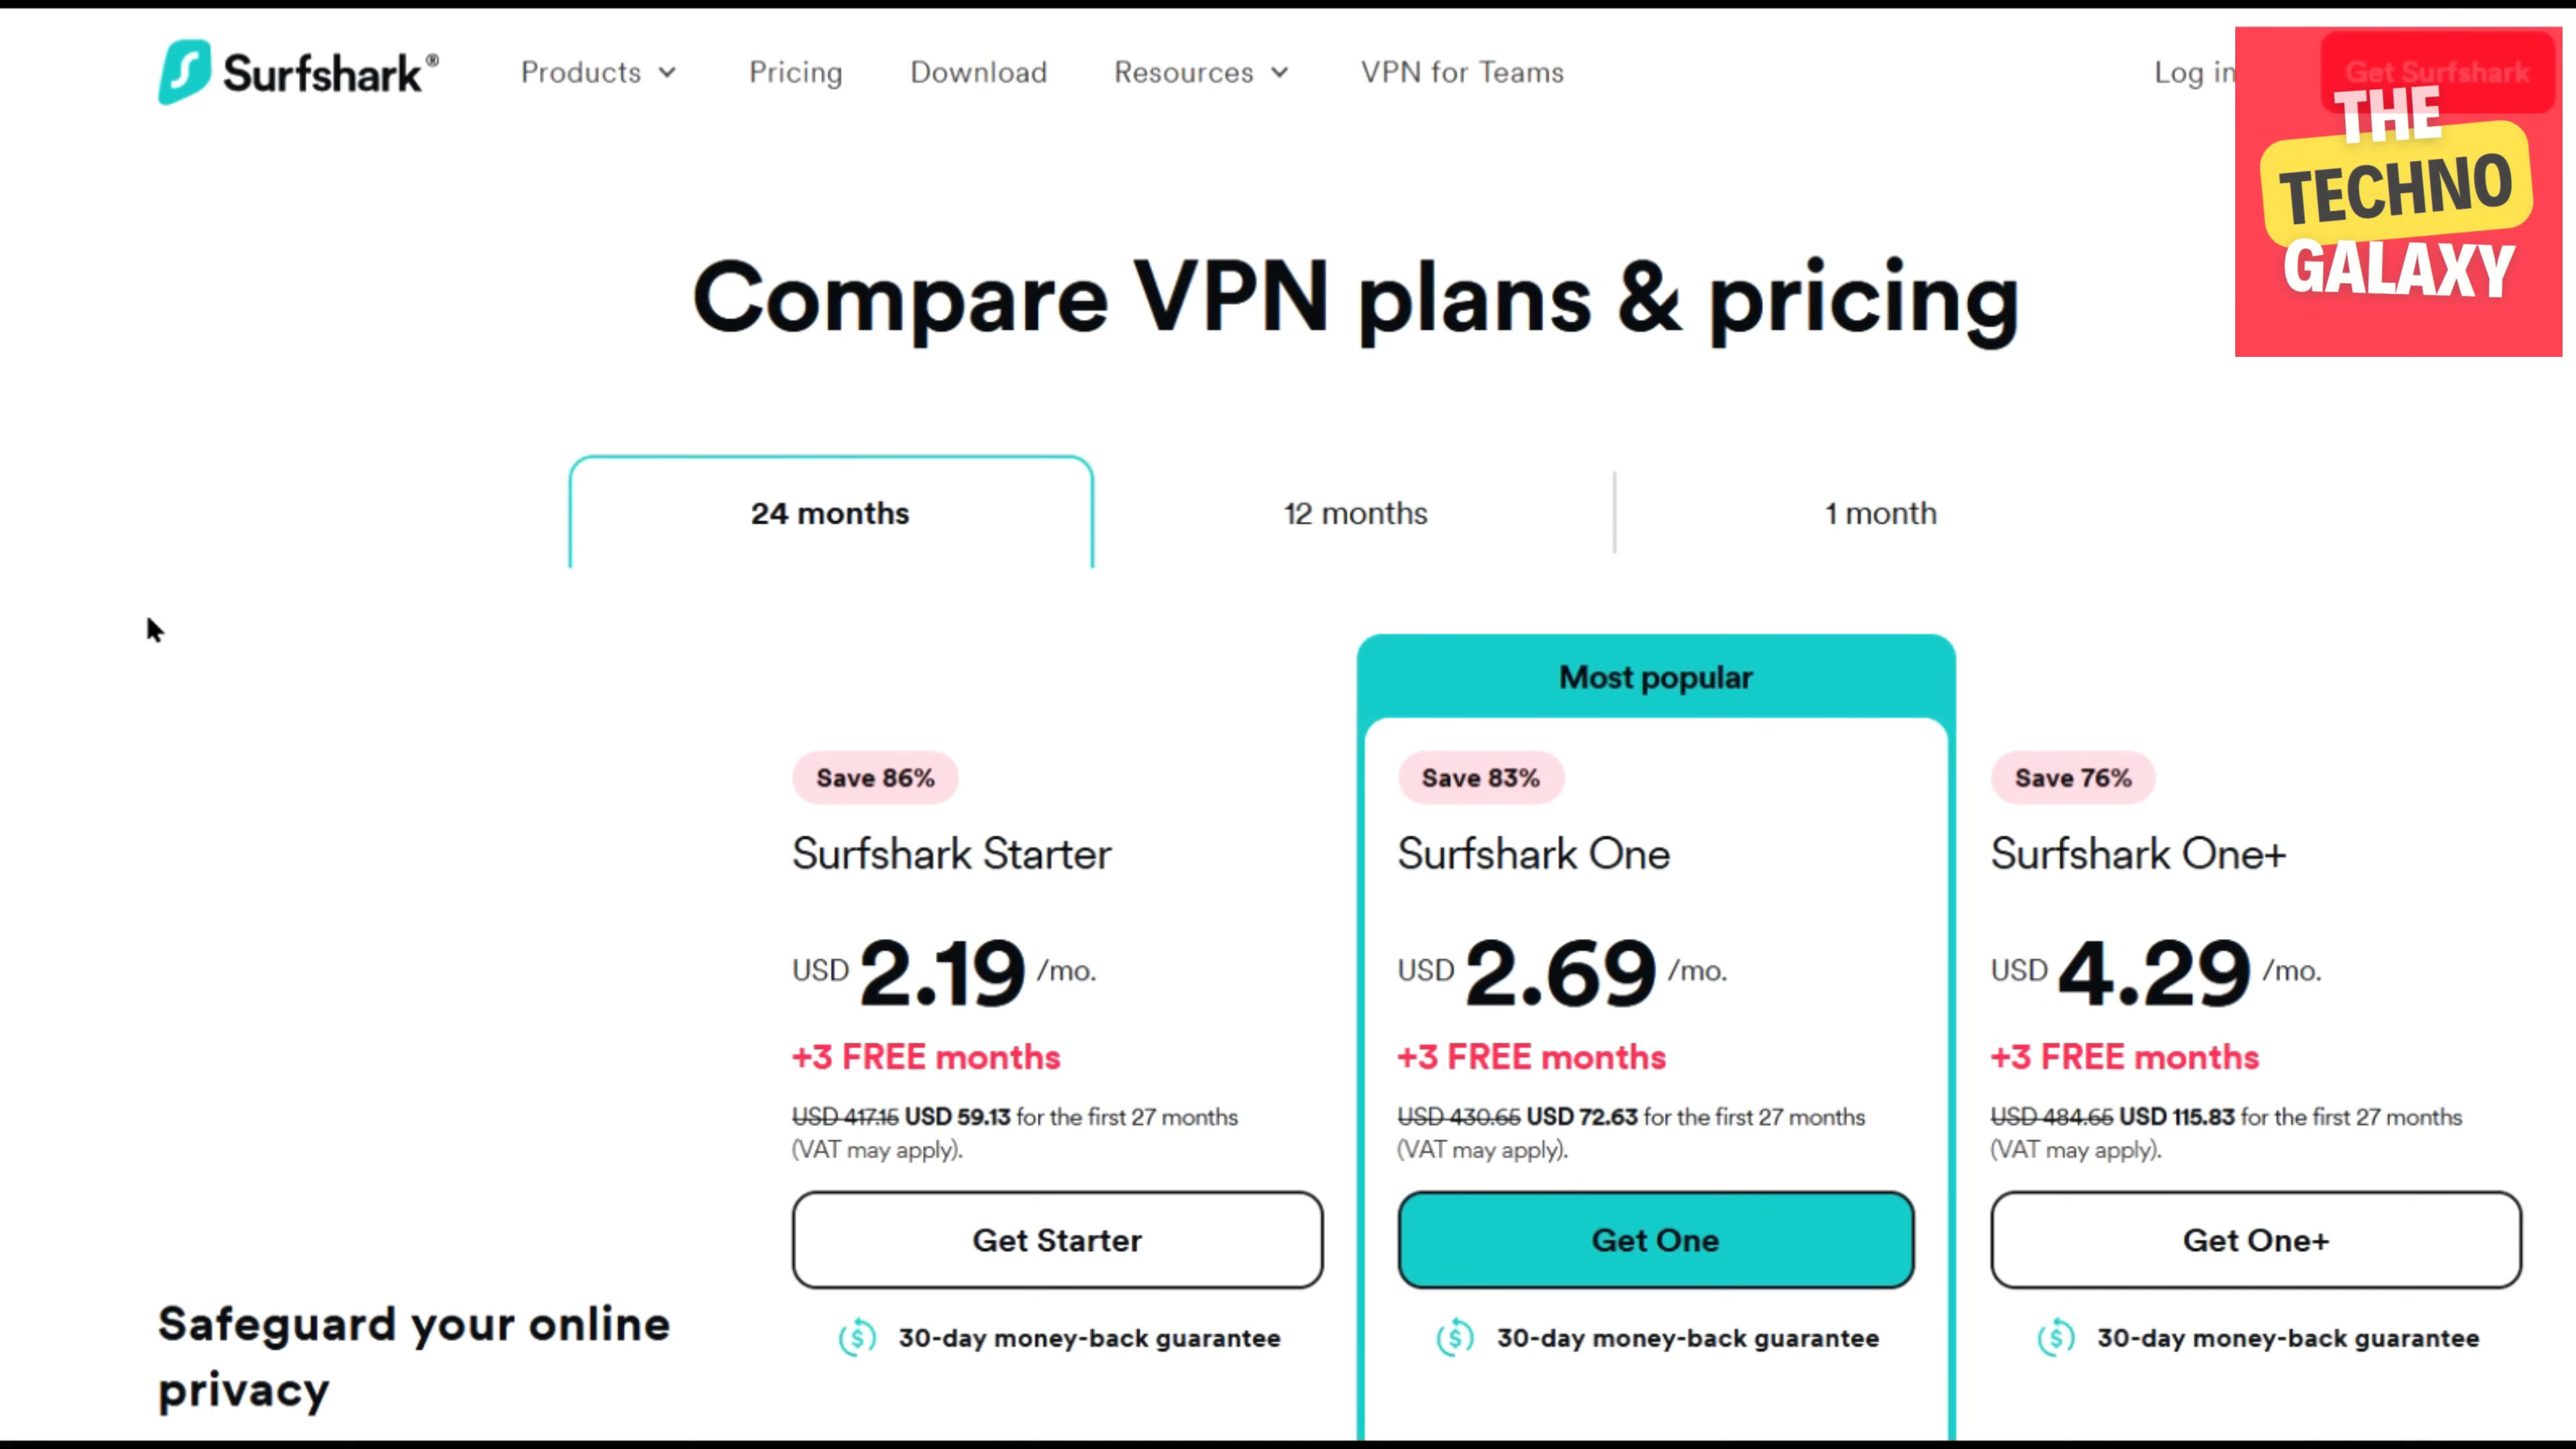 Surfshark®
Products
Pricing
Download
Resources
VPN for Teams
Log in
Get Surfshark
THE
TECHNO
GALAXY
Compare VPN plans & pricing
24 months
12 months
1 month
Most popular
Save 86%
Surfshark Starter
USD 2.19 /mo.
+3 FREE months
USD 417.15 USD 59.13 for the first 27 months
(VAT may apply).
Get Starter
30-day money-back guarantee
Save 83%
Surfshark One
USD 2.69 /mo.
+3 FREE months
USD 430.65 USD 72.63 for the first 27 months
(VAT may apply).
Get One
30-day money-back guarantee
Save 76%
Surfshark One+
USD 4.29 /mo.
+3 FREE months
USD 484.65 USD 115.83 for the first 27 months
(VAT may apply).
Get One+
30-day money-back guarantee
Safeguard your online
privacy